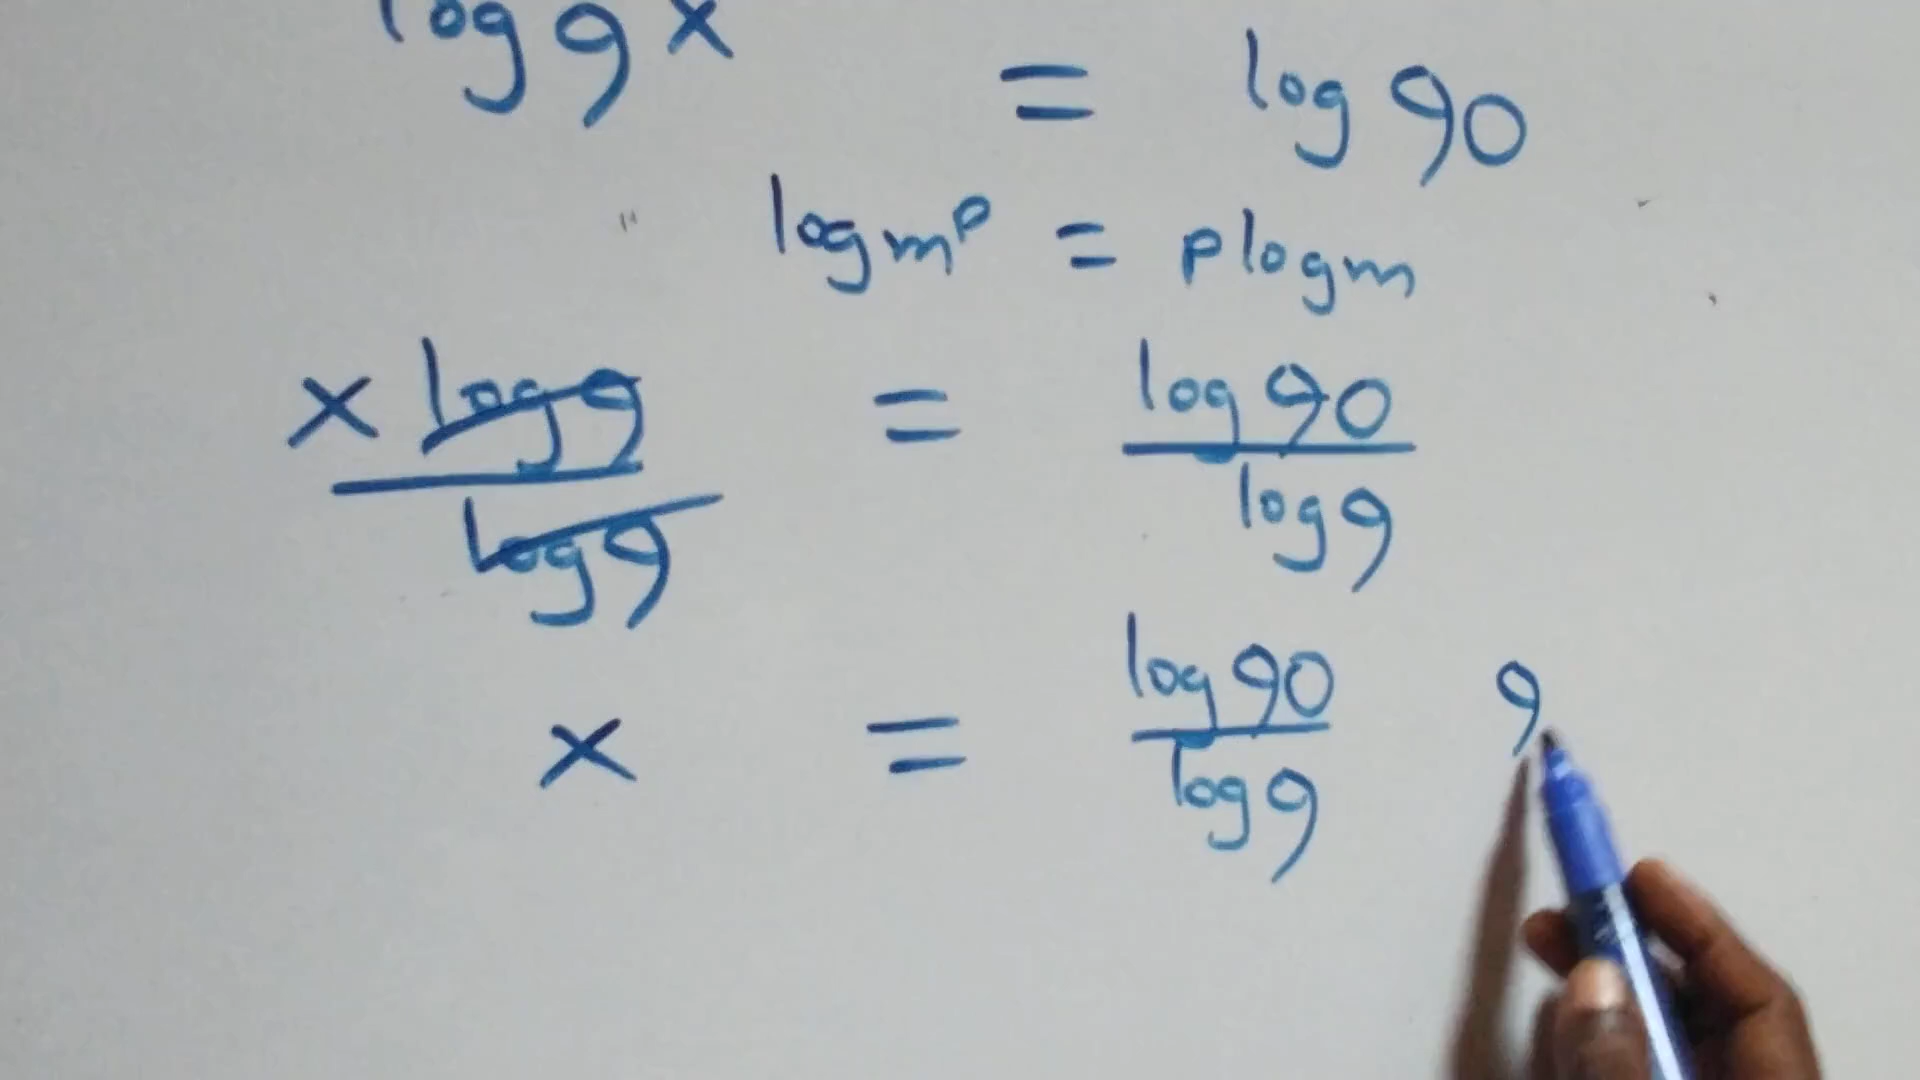 log 9^x = log 90
log m^p = p log m
x log 9 / log 9 = log 90 / log 9
x = log 90 / log 9 9